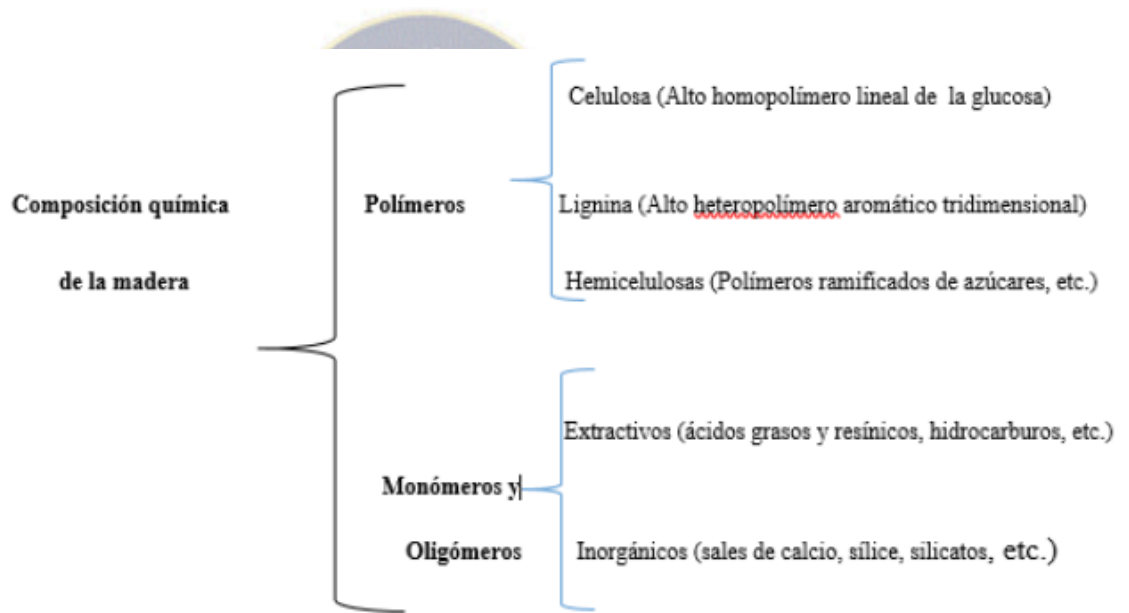 Composición química
de la madera
Polímeros
Celulosa (Alto homopolímero lineal de la glucosa)
Lignina (Alto heteropolímero aromático tridimensional)
Hemicelulosas (Polímeros ramificados de azúcares, etc.)
Monómeros y
Oligómeros
Extractivos (ácidos grasos y resínicos, hidrocarburos, etc.)
Inorgánicos (sales de calcio, sílice, silicatos, etc.)